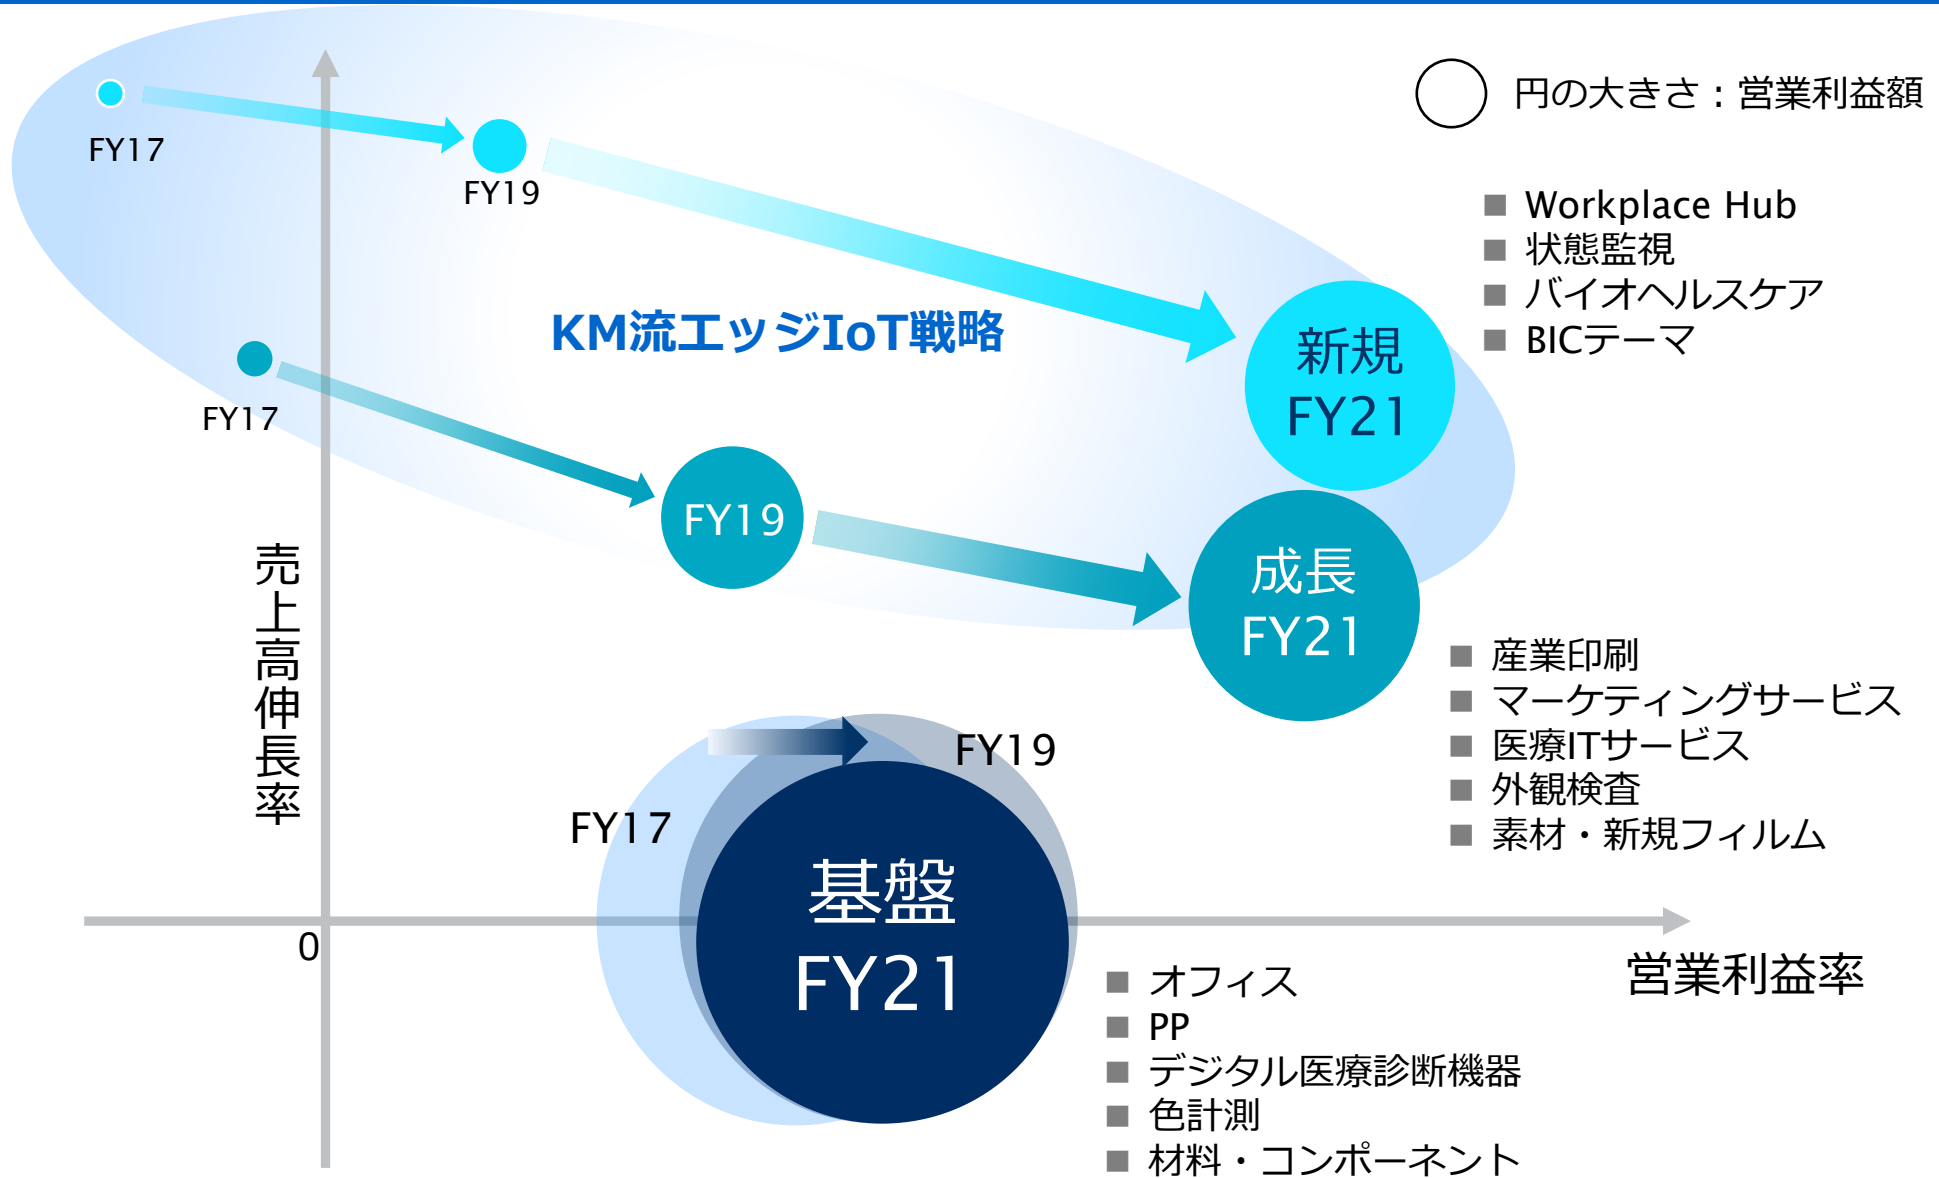 円の大きさ：営業利益額
FY17
FY19
Workplace Hub
状態監視
バイオヘルスケア
BICテーマ
KM流エッジIoT戦略
新規
FY21
FY17
FY19
成長
FY21
売上高伸長率
産業印刷
マーケティングサービス
医療ITサービス
外観検査
素材・新規フィルム
FY19
FY17
基盤
FY21
0
営業利益率
オフィス
PP
デジタル医療診断機器
色計測
材料・コンポーネント